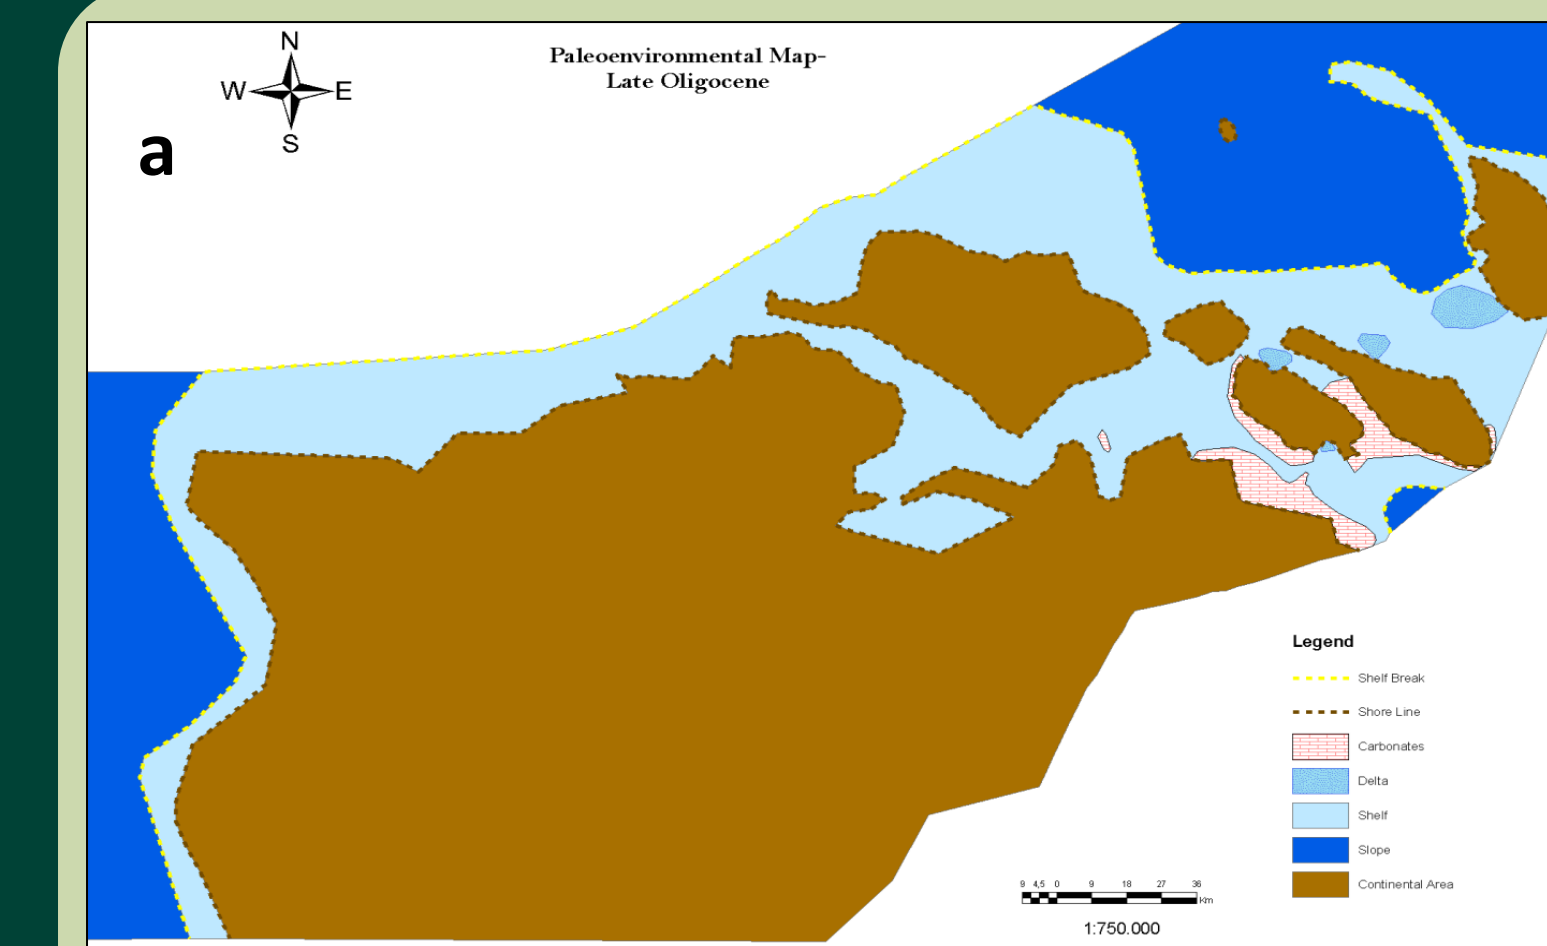 N
W E
S
Paleoenvironmental Map-
Late Oligocene
a
Legend
Shelf Break
Shore Line
Carbonates
Delta
Shelf
Slope
Continental Area
9 4,5 0 9 18 27 36
Km
1:750.000